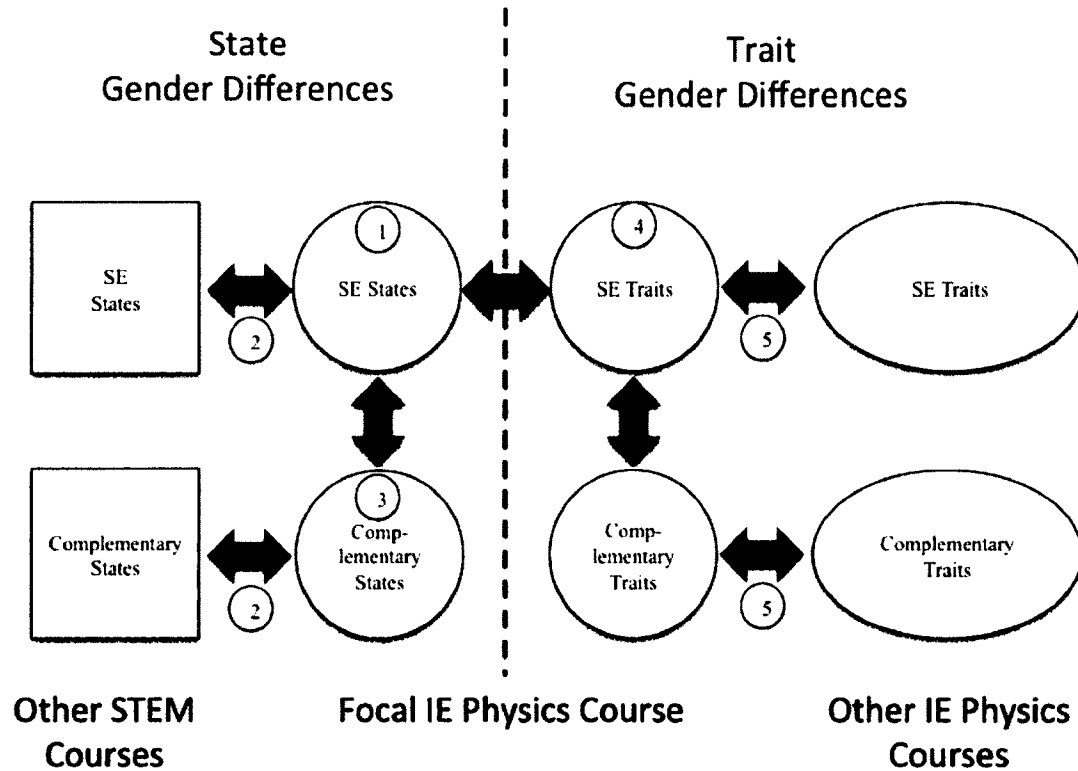 State
Gender Differences
Trait
Gender Differences
1
4
SE
States
SE States
SE Traits
SE Traits
2
5
3
Complementary
States
Comp-
lementary
States
Comp-
lementary
Traits
Complementary
Traits
2
5
Other STEM
Courses
Focal IE Physics Course
Other IE Physics
Courses